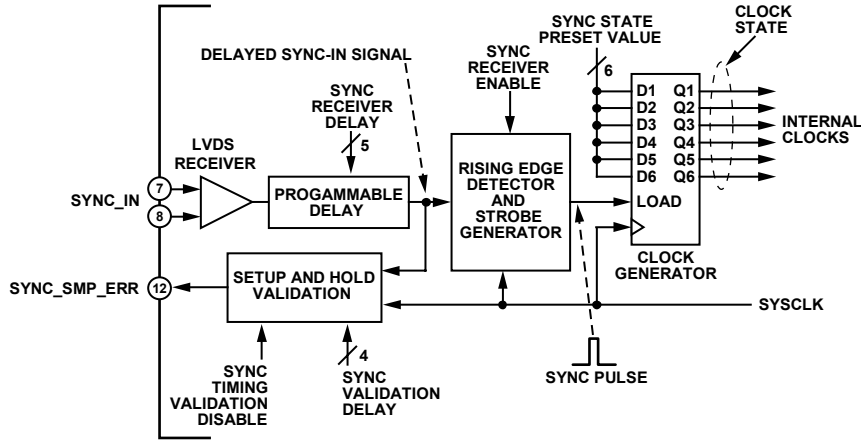 DELAYED SYNC-IN SIGNAL
SYNC STATE
PRESET VALUE
CLOCK
STATE
SYNC
RECEIVER
DELAY
SYNC
RECEIVER
ENABLE
6
5
LVDS
RECEIVER
SYNC_IN
7
8
PROGAMMABLE
DELAY
RISING EDGE
DETECTOR
AND
STROBE
GENERATOR
D1 Q1
D2 Q2
D3 Q3
D4 Q4
D5 Q5
D6 Q6
LOAD
INTERNAL
CLOCKS
CLOCK
GENERATOR
SYNC_SMP_ERR
12
SETUP AND HOLD
VALIDATION
SYSCLK
4
SYNC
TIMING
VALIDATION
DISABLE
SYNC
VALIDATION
DELAY
SYNC PULSE